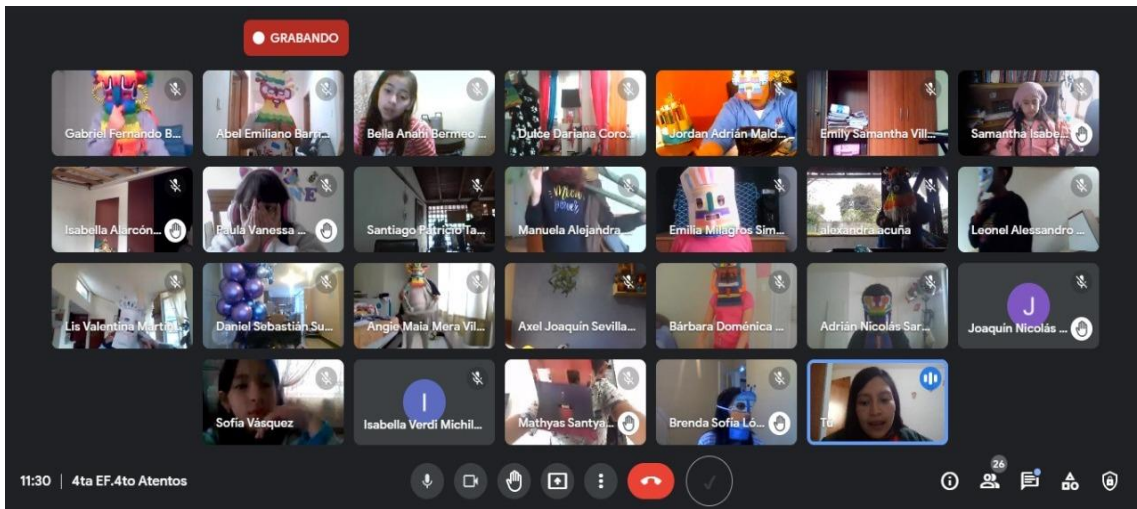 GRABANDO
Gabriel Fernando B...
Abel Emiliano Barr...
Bella Anahí Bermeo ...
Dulce Dariana Coro...
Jordan Adrián Mald...
Emily Samantha Vill...
Samantha Isabe...
Isabella Alarcón...
Paula Vanessa ...
Santiago Patricio Ta...
Manuela Alejandra...
Emilia Milagros Sim...
alexandra acuña
Leonel Alessandro ...
Lis Valentina
Daniel Sebastián Su...
Angie Maia Mera Vil...
Axel Joaquín Sevilla...
Bárbara Doménica ...
Adrián Nicolás Sar...
J
Joaquín Nicolás ...
Sofía Vásquez
I
Isabella Verdi Michil...
Mathyas Santya...
Brenda Sofía Ló...
Tú
11:30 | 4ta EF.4to Atentos
26